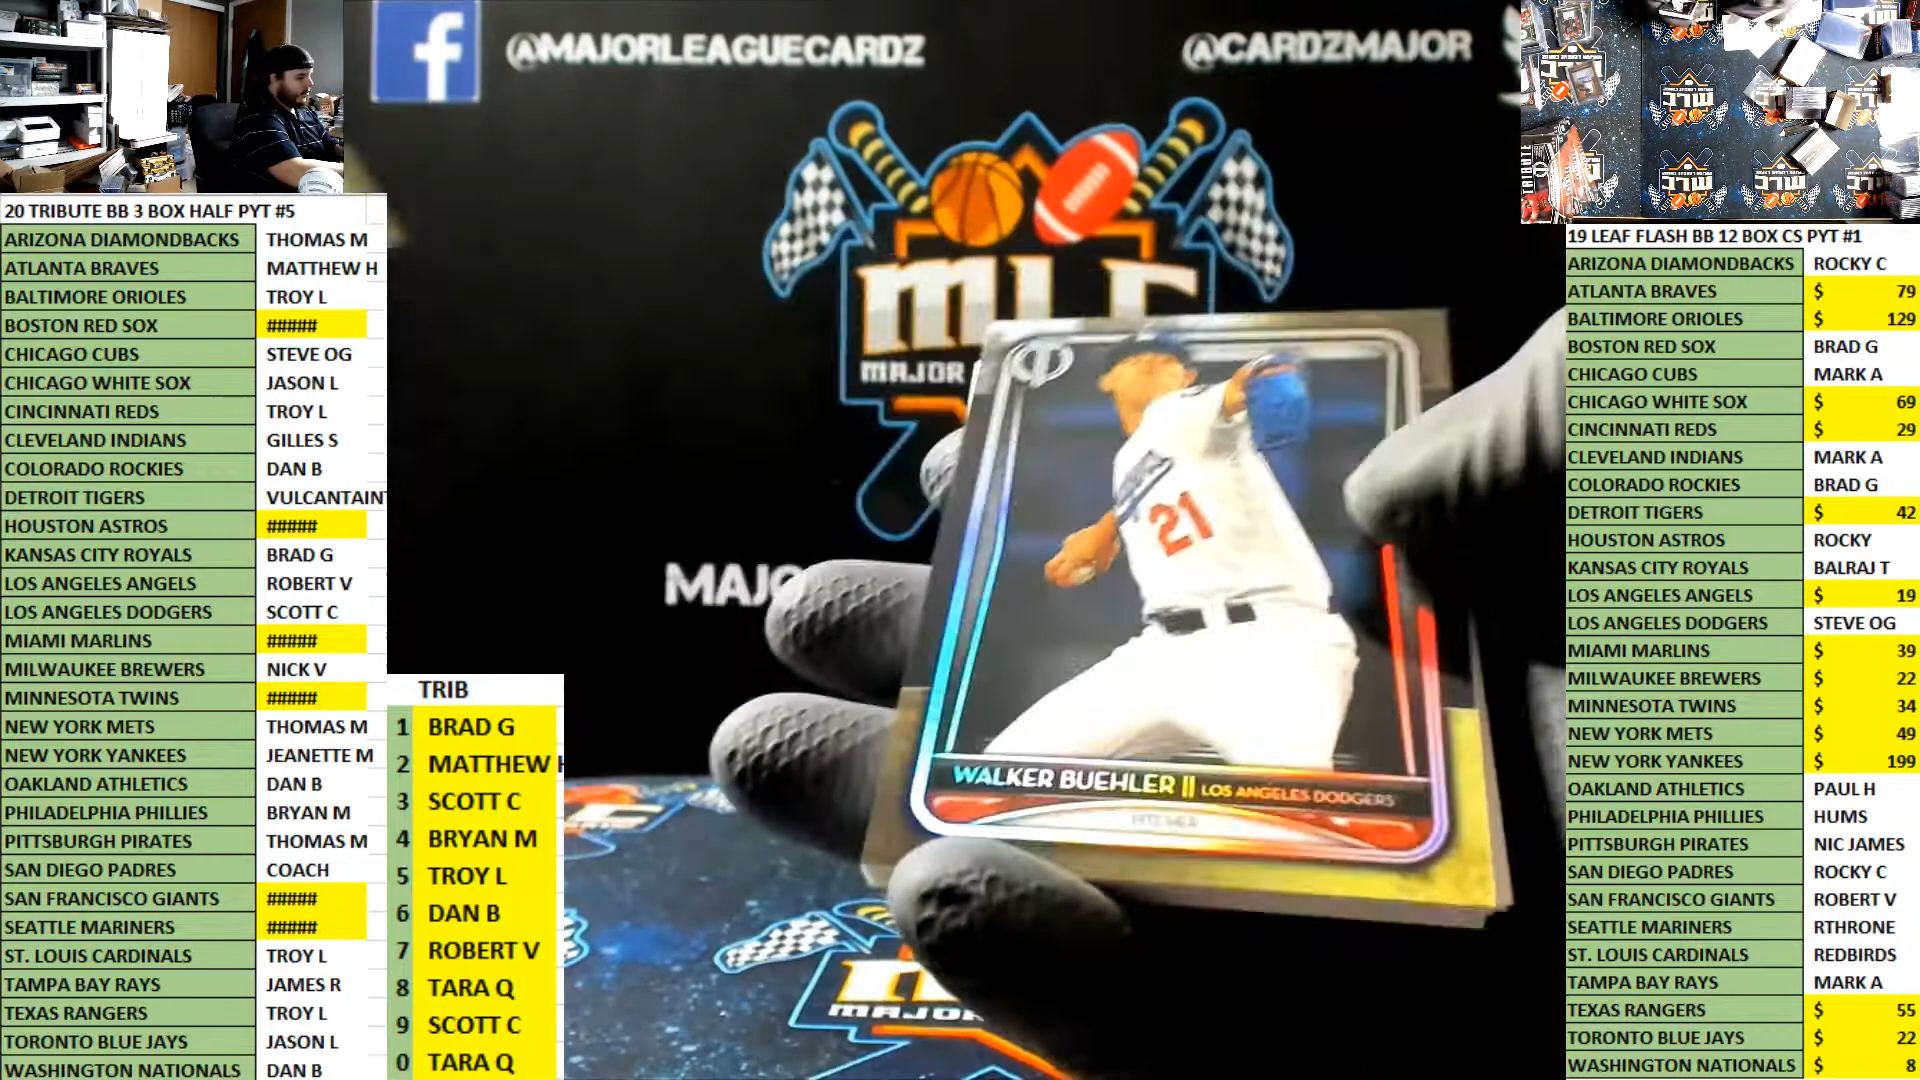 @MAJORLEAGUECARDZ
@CARDZMAJOR
20 TRIBUTE BB 3 BOX HALF PYT #5
ARIZONA DIAMONDBACKS THOMAS M
ATLANTA BRAVES MATTHEW H
BALTIMORE ORIOLES TROY L
BOSTON RED SOX #####
CHICAGO CUBS STEVE OG
CHICAGO WHITE SOX JASON L
CINCINNATI REDS TROY L
CLEVELAND INDIANS GILLES S
COLORADO ROCKIES DAN B
DETROIT TIGERS VULCANTAIN
HOUSTON ASTROS #####
KANSAS CITY ROYALS BRAD G
LOS ANGELES ANGELS ROBERT V
LOS ANGELES DODGERS SCOTT C
MIAMI MARLINS #####
MILWAUKEE BREWERS NICK V
MINNESOTA TWINS #####
NEW YORK METS THOMAS M
NEW YORK YANKEES JEANETTE M
OAKLAND ATHLETICS DAN B
PHILADELPHIA PHILLIES BRYAN M
PITTSBURGH PIRATES THOMAS M
SAN DIEGO PADRES COACH
SAN FRANCISCO GIANTS #####
SEATTLE MARINERS #####
ST. LOUIS CARDINALS TROY L
TAMPA BAY RAYS JAMES R
TEXAS RANGERS TROY L
TORONTO BLUE JAYS JASON L
WASHINGTON NATIONALS DAN B
TRIB
1 BRAD G
2 MATTHEW H
3 SCOTT C
4 BRYAN M
5 TROY L
6 DAN B
7 ROBERT V
8 TARA Q
9 SCOTT C
0 TARA Q
MLC
MAJOR
MAJO
21
WALKER BUEHLER || LOS ANGELES DODGERS
PITCHER
MAJOR
19 LEAF FLASH BB 12 BOX CS PYT #1
ARIZONA DIAMONDBACKS ROCKY C
ATLANTA BRAVES $ 79
BALTIMORE ORIOLES $ 129
BOSTON RED SOX BRAD G
CHICAGO CUBS MARK A
CHICAGO WHITE SOX $ 69
CINCINNATI REDS $ 29
CLEVELAND INDIANS MARK A
COLORADO ROCKIES BRAD G
DETROIT TIGERS $ 42
HOUSTON ASTROS ROCKY
KANSAS CITY ROYALS BALRAJ T
LOS ANGELES ANGELS $ 19
LOS ANGELES DODGERS STEVE OG
MIAMI MARLINS $ 39
MILWAUKEE BREWERS $ 22
MINNESOTA TWINS $ 34
NEW YORK METS $ 49
NEW YORK YANKEES $ 199
OAKLAND ATHLETICS PAUL H
PHILADELPHIA PHILLIES HUMS
PITTSBURGH PIRATES NIC JAMES
SAN DIEGO PADRES ROCKY C
SAN FRANCISCO GIANTS ROBERT V
SEATTLE MARINERS RTHRONE
ST. LOUIS CARDINALS REDBIRDS
TAMPA BAY RAYS MARK A
TEXAS RANGERS $ 55
TORONTO BLUE JAYS $ 22
WASHINGTON NATIONALS $ 8